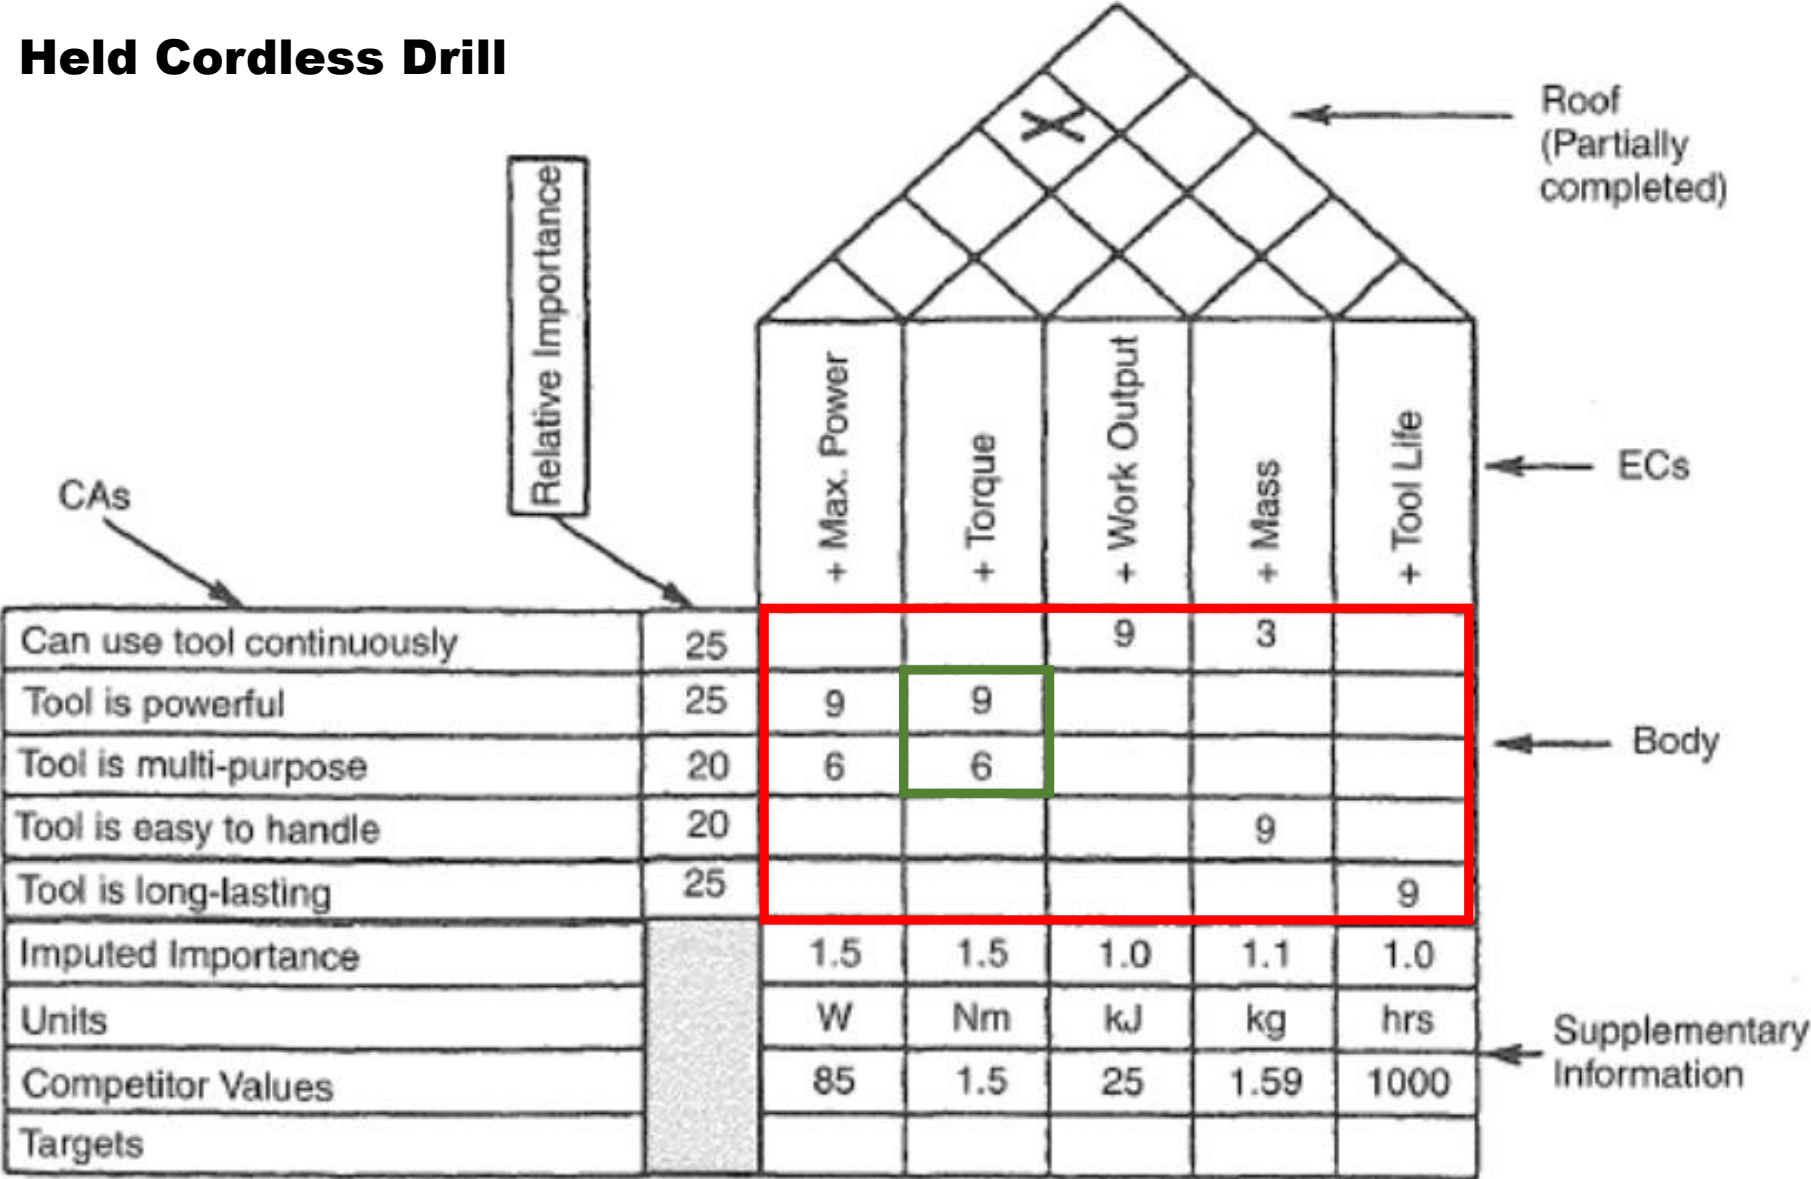 Held Cordless Drill
Roof
(Partially
completed)
Relative Importance
CAs
+ Max. Power
+ Torque
+ Work Output
+ Mass
+ Tool Life
ECs
Can use tool continuously 25 9 3
Tool is powerful 25 9 9
Body
Tool is multi-purpose 20 6 6
Tool is easy to handle 20 9
Tool is long-lasting 25 9
Imputed Importance 1.5 1.5 1.0 1.1 1.0
Units W Nm kJ kg hrs
Supplementary
Information
Competitor Values 85 1.5 25 1.59 1000
Targets